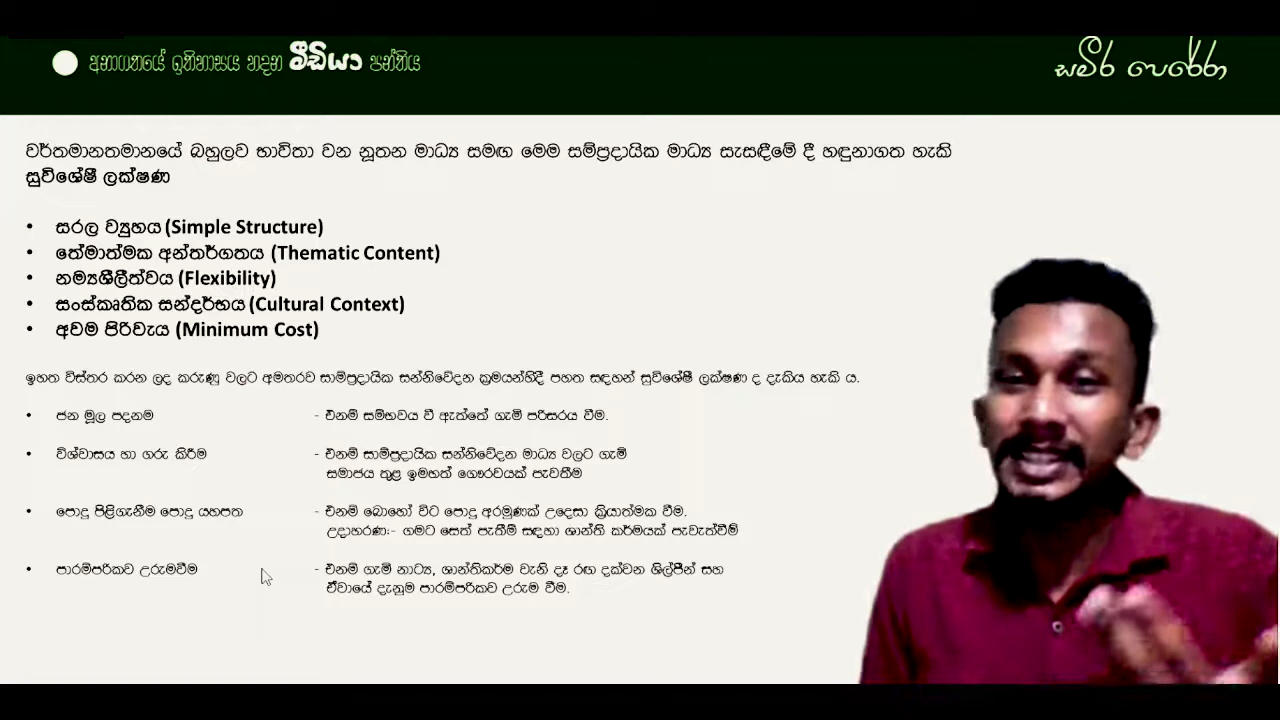 අනාගතයේ ඉතිහාසය හදන මීඩියා පන්තිය
සමීර පෙරේරා
වර්තමානතමානයේ බහුලව භාවිතා වන නූතන මාධ්‍ය සමඟ මෙම සම්ප්‍රදායික මාධ්‍ය සැසඳීමේ දී හඳුනාගත හැකි
සුවිශේෂී ලක්ෂණ
• සරල ව්‍යුහය (Simple Structure)
• තේමාත්මක අන්තර්ගතය (Thematic Content)
• නම්‍යශීලීත්වය (Flexibility)
• සංස්කෘතික සන්දර්භය (Cultural Context)
• අවම පිරිවැය (Minimum Cost)
ඉහත විස්තර කරන ලද කරුණු වලට අමතරව සාම්ප්‍රදායික සන්නිවේදන ක්‍රමයන්හිදී පහත සඳහන් සුවිශේෂී ලක්ෂණ ද දැකිය හැකි ය.
• ජන මූල පදනම - එනම් සම්භවය වී ඇත්තේ ගැමි පරිසරය වීම.
• විශ්වාසය හා ගරු කිරීම - එනම් සාම්ප්‍රදායික සන්නිවේදන මාධ්‍ය වලට ගැමි
සමාජය තුළ ඉමහත් ගෞරවයක් පැවතීම
• පොදු පිළිගැනීම පොදු යහපත - එනම් බොහෝ විට පොදු අරමුණක් උදෙසා ක්‍රියාත්මක වීම.
උදාහරණ:- ගමට සෙත් පැතීම් සඳහා ශාන්ති කර්මයක් පැවැත්වීම්
• පාරම්පරිකව උරුමවීම - එනම් ගැමි නාට්‍ය, ශාන්තිකර්ම වැනි දෑ රඟ දක්වන ශිල්පීන් සහ
ඒවායේ දැනුම පාරම්පරිකව උරුම වීම.